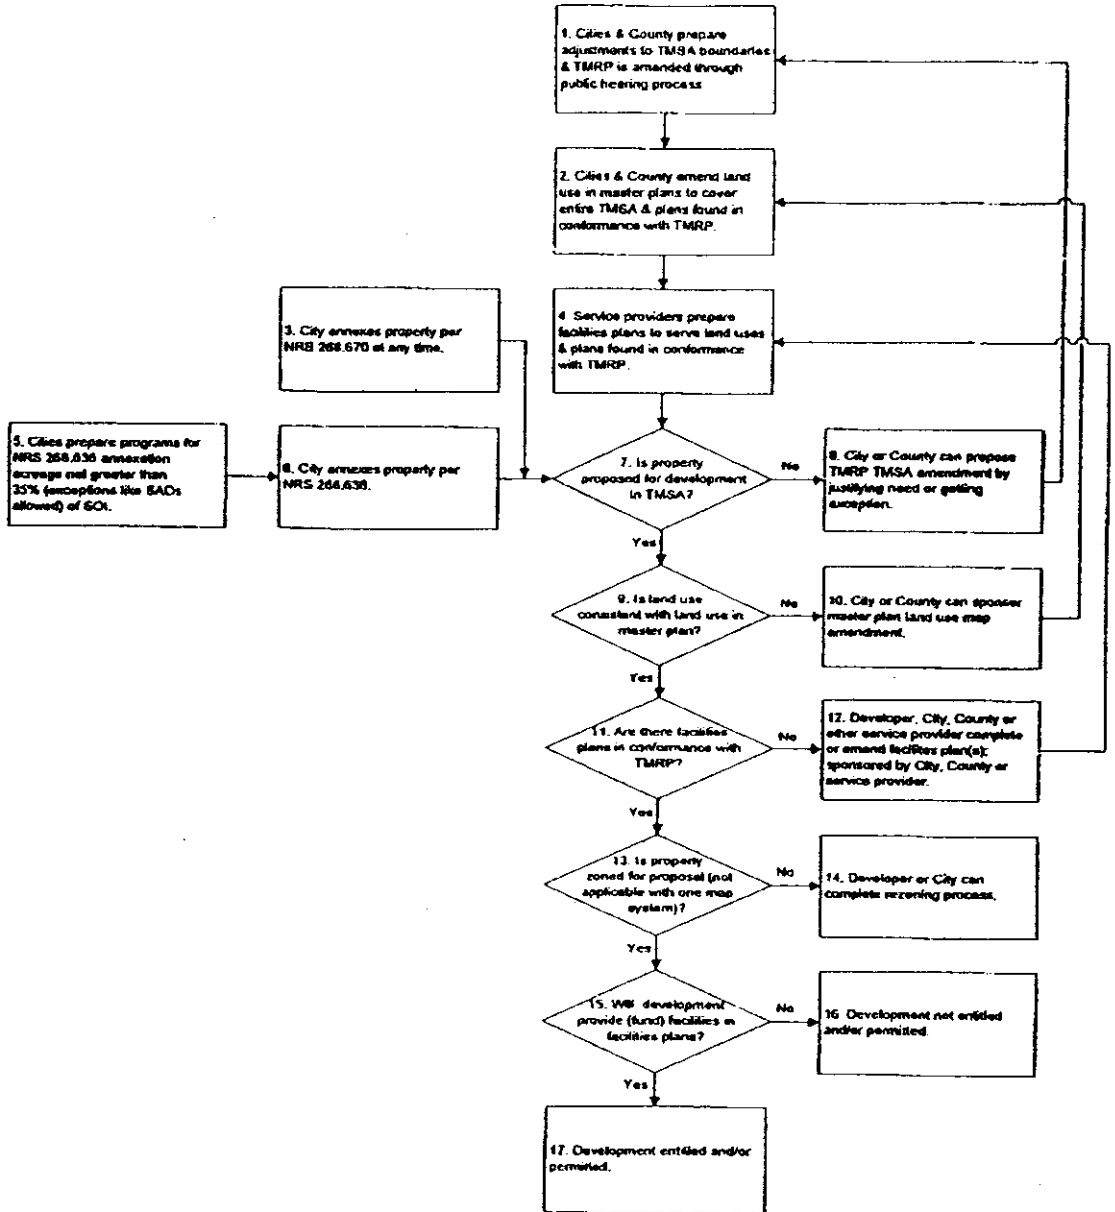 1. Cities & County prepare
adjustments to TMSA boundaries
& TMRP is amended through
public hearing process
2. Cities & County amend land
use in master plans to cover
entire TMSA & plans found in
conformance with TMRP.
3. City annexes property per
NRS 268.670 at any time.
4. Service providers prepare
facilities plans to serve land uses
& plans found in conformance
with TMRP.
5. Cities prepare programs for
NRS 268.636 annexation
acreage not greater than
35% (exceptions like SADs
allowed) of SOI.
6. City annexes property per
NRS 268.636.
7. Is property
proposed for development
in TMSA?
No
8. City or County can propose
TMRP TMSA amendment by
justifying need or getting
exception.
Yes
9. Is land use
consistent with land use in
master plan?
No
10. City or County can sponsor
master plan land use map
amendment.
Yes
11. Are there facilities
plans in conformance with
TMRP?
No
12. Developer, City, County or
other service provider complete
or amend facilites plan(s);
sponsored by City, County or
service provider.
Yes
13. Is property
zoned for proposal (not
applicable with one map
system)?
No
14. Developer or City can
complete rezoning process.
Yes
15. Will development
provide (fund) facilities in
facilities plans?
No
16. Development not entitled
and/or permitted.
Yes
17. Development entitled and/or
permitted.